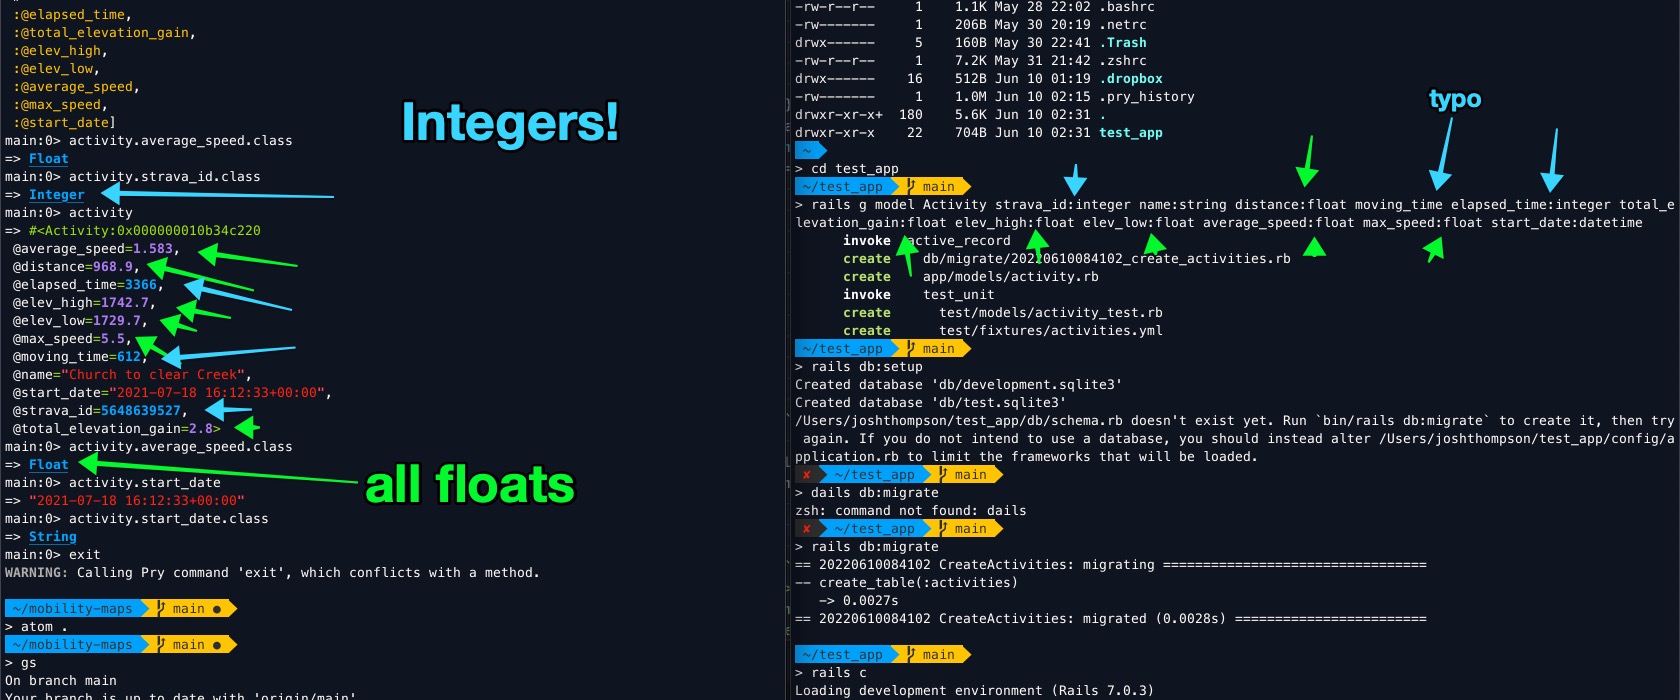 :@elapsed_time,
:@total_elevation_gain,
:@elev_high,
:@elev_low,
:@average_speed,
:@max_speed,
:@start_date]
main:0> activity.average_speed.class
=> Float
main:0> activity.strava_id.class
=> Integer
main:0> activity
=> #<Activity:0x000000010b34c220
@average_speed=1.583,
@distance=968.9,
@elapsed_time=3366,
@elev_high=1742.7,
@elev_low=1729.7,
@max_speed=5.5,
@moving_time=612,
@name="Church to clear Creek",
@start_date="2021-07-18 16:12:33+00:00",
@strava_id=5648639527,
@total_elevation_gain=2.8>
main:0> activity.average_speed.class
=> Float
main:0> activity.start_date
=> "2021-07-18 16:12:33+00:00"
main:0> activity.start_date.class
=> String
main:0> exit
WARNING: Calling Pry command 'exit', which conflicts with a method.
~/mobility-maps main ●
> atom .
~/mobility-maps main ●
> gs
On branch main
Your branch is up to date with 'origin/main'
Integers!
all floats
-rw-r--r-- 1 1.1K May 28 22:02 .bashrc
-rw------- 1 206B May 30 20:49 .netrc
drwx------ 5 160B May 30 22:41 .Trash
-rw-r--r-- 1 7.2K May 31 21:42 .zshrc
drwx------ 16 512B Jun 10 01:19 .dropbox
-rw------- 1 1.0M Jun 10 02:15 .pry_history
drwxr-xr-x+ 180 5.6K Jun 10 02:31 .
drwxr-xr-x 22 704B Jun 10 02:31 test_app
typo
~
> cd test_app
~/test_app main
> rails g model Activity strava_id:integer name:string distance:float moving_time elapsed_time:integer total_e
levation_gain:float elev_high:float elev_low:float average_speed:float max_speed:float start_date:datetime
invoke active_record
create db/migrate/20220610084102_create_activities.rb
create app/models/activity.rb
invoke test_unit
create test/models/activity_test.rb
create test/fixtures/activities.yml
~/test_app main
> rails db:setup
Created database 'db/development.sqlite3'
Created database 'db/test.sqlite3'
/Users/joshthompson/test_app/db/schema.rb doesn't exist yet. Run `bin/rails db:migrate` to create it, then try
again. If you do not intend to use a database, you should instead alter /Users/joshthompson/test_app/config/a
pplication.rb to limit the frameworks that will be loaded.
✘ ~/test_app main
> dails db:migrate
zsh: command not found: dails
✘ ~/test_app main
> rails db:migrate
== 20220610084102 CreateActivities: migrating =================================
-- create_table(:activities)
-> 0.0027s
== 20220610084102 CreateActivities: migrated (0.0028s) ========================
~/test_app main
> rails c
Loading development environment (Rails 7.0.3)